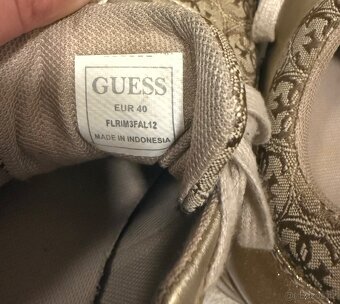 GUESS
EUR 40
FLRIM3FAL12
MADE IN INDONESIA